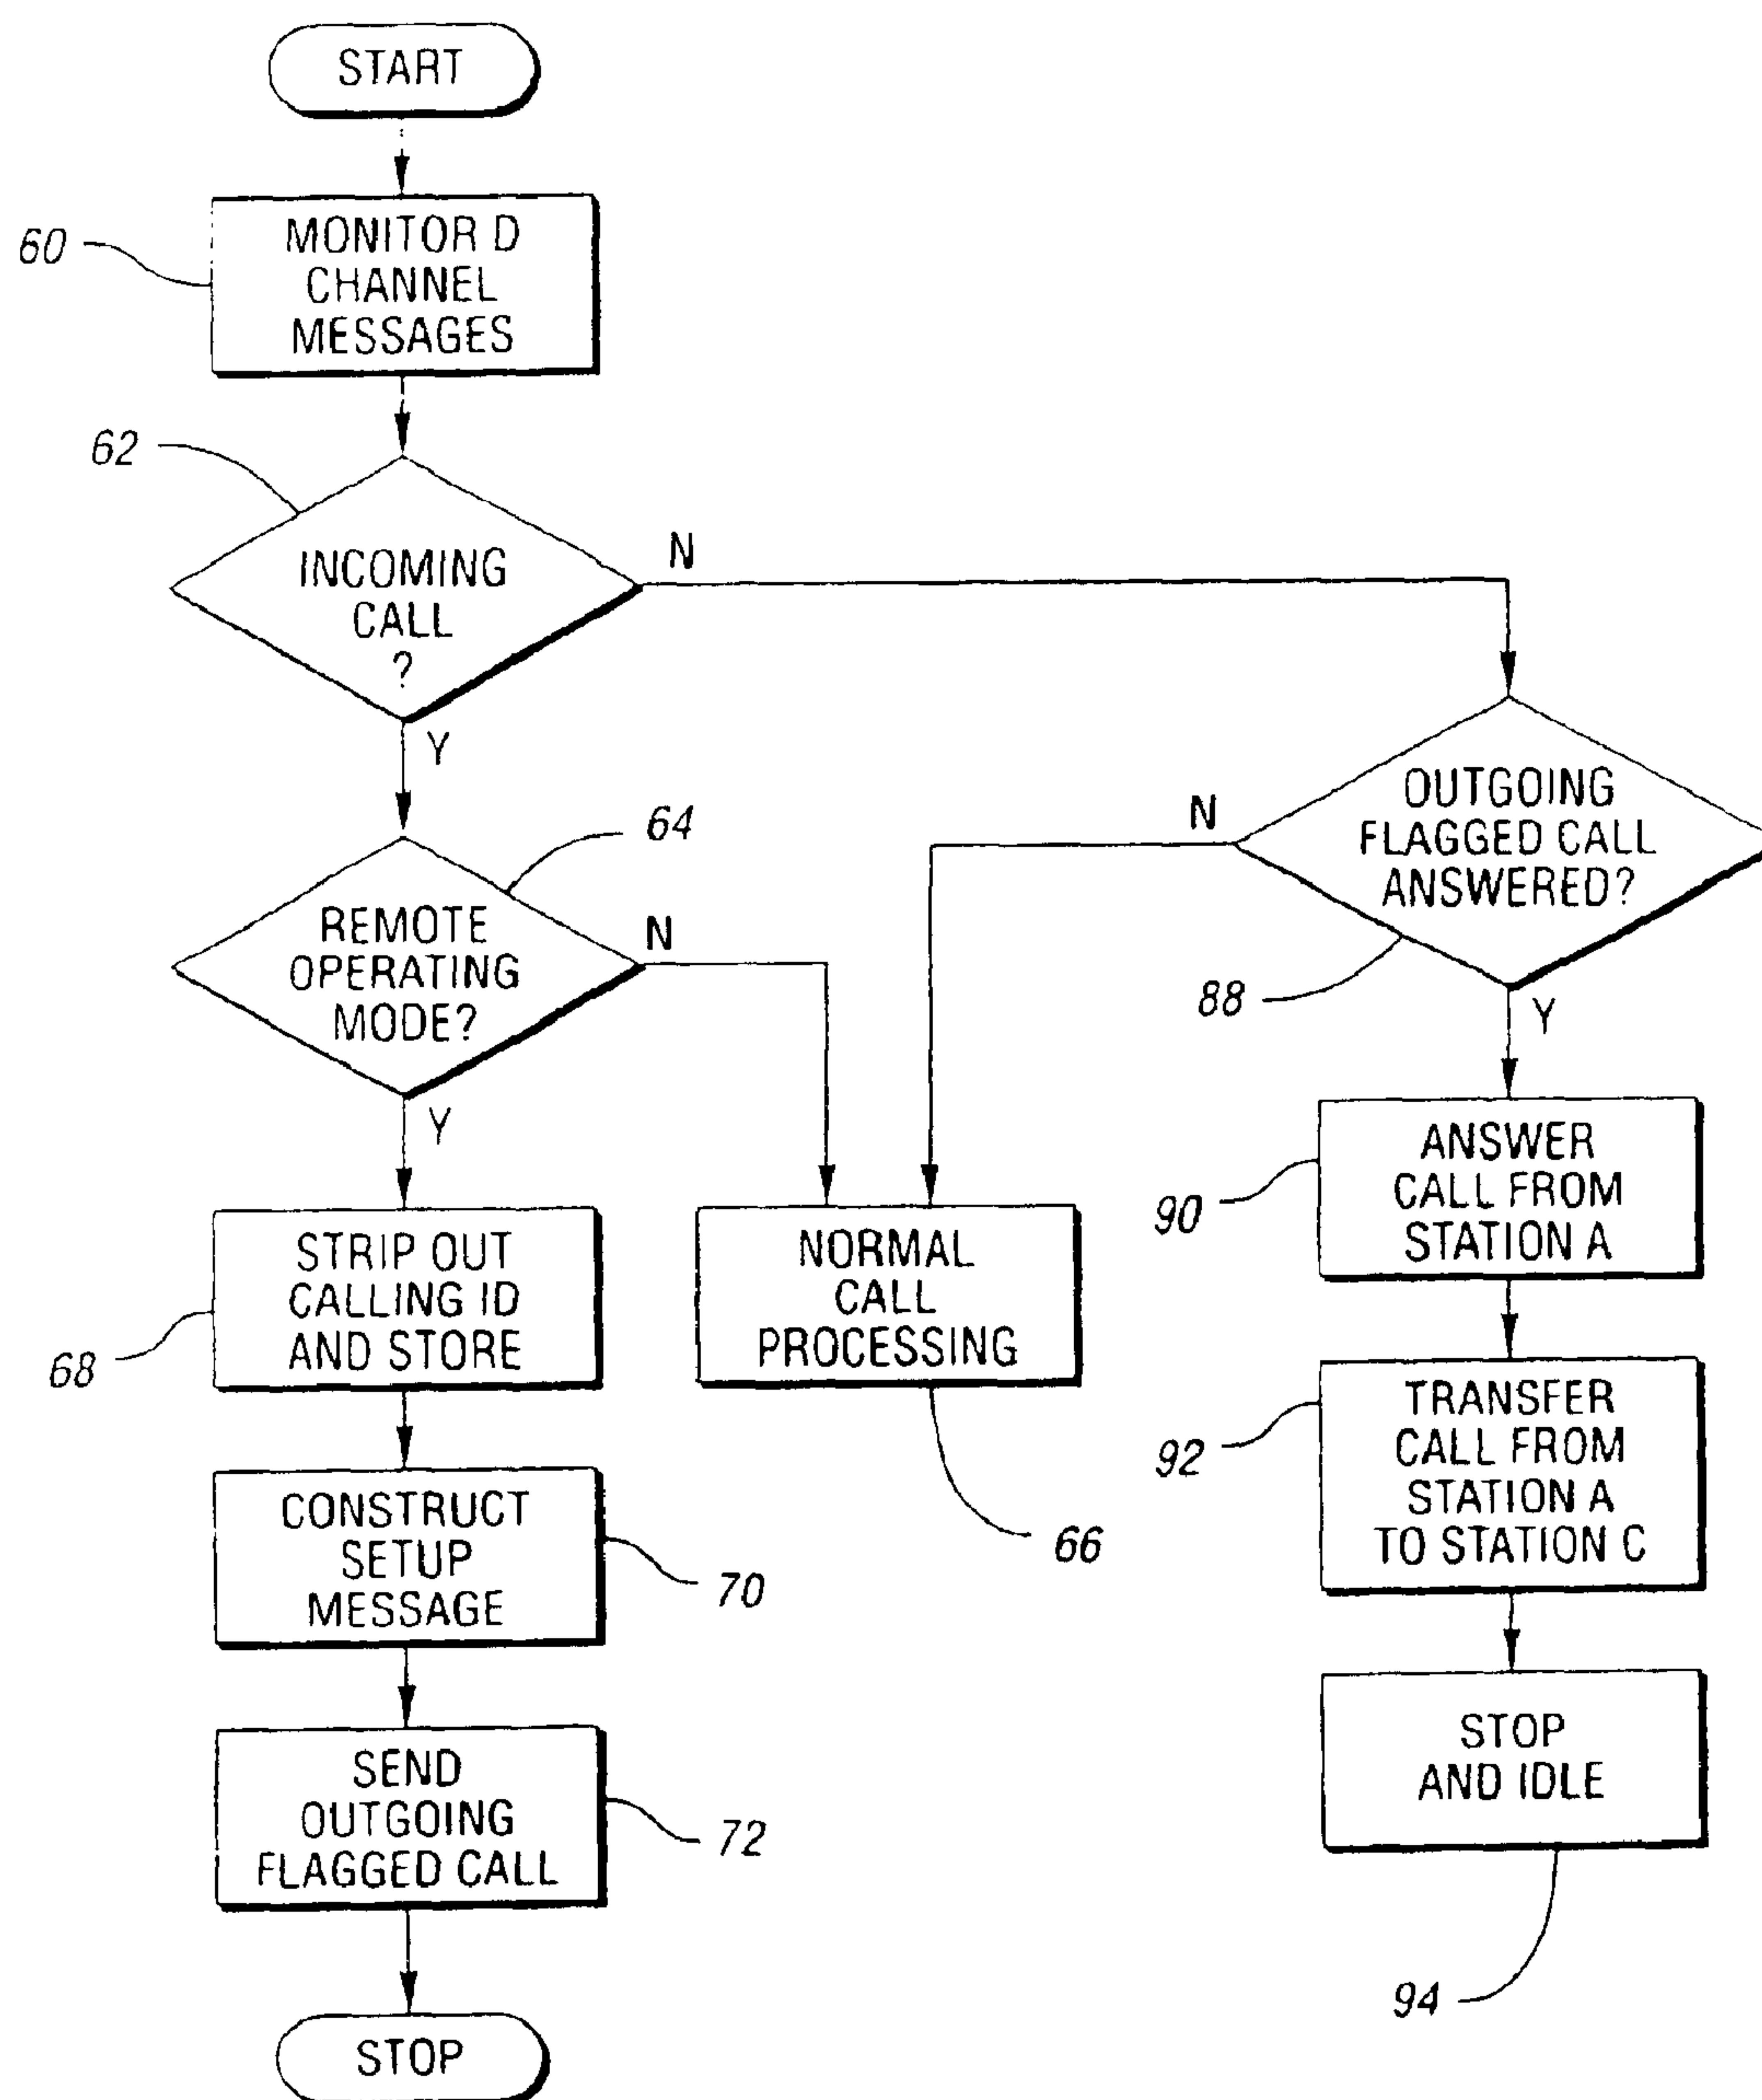 START
60
MONITOR D
CHANNEL
MESSAGES
62
INCOMING
CALL
?
N
Y
64
REMOTE
OPERATING
MODE?
N
Y
OUTGOING
FLAGGED CALL
ANSWERED?
N
88
Y
68
STRIP OUT
CALLING ID
AND STORE
NORMAL
CALL
PROCESSING
66
90
ANSWER
CALL FROM
STATION A
92
TRANSFER
CALL FROM
STATION A
TO STATION C
CONSTRUCT
SETUP
MESSAGE
70
SEND
OUTGOING
FLAGGED CALL
72
STOP
AND IDLE
94
STOP